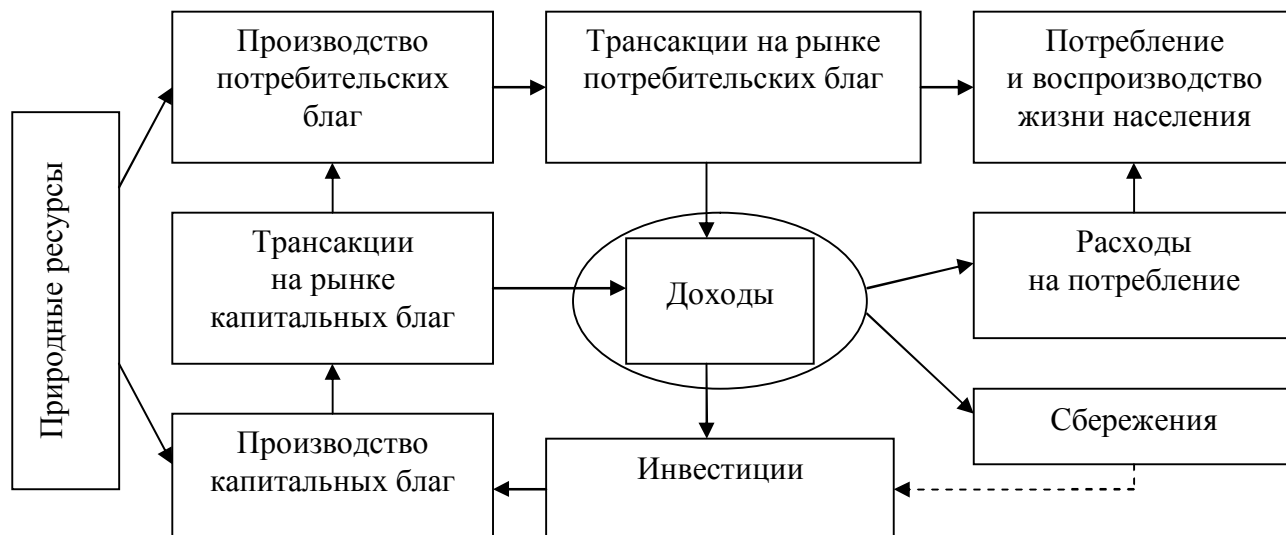 Производство
потребительских
благ
Трансакции на рынке
потребительских благ
Потребление
и воспроизводство
жизни населения
Природные ресурсы
Трансакции
на рынке
капитальных благ
Доходы
Расходы
на потребление
Производство
капитальных благ
Инвестиции
Сбережения